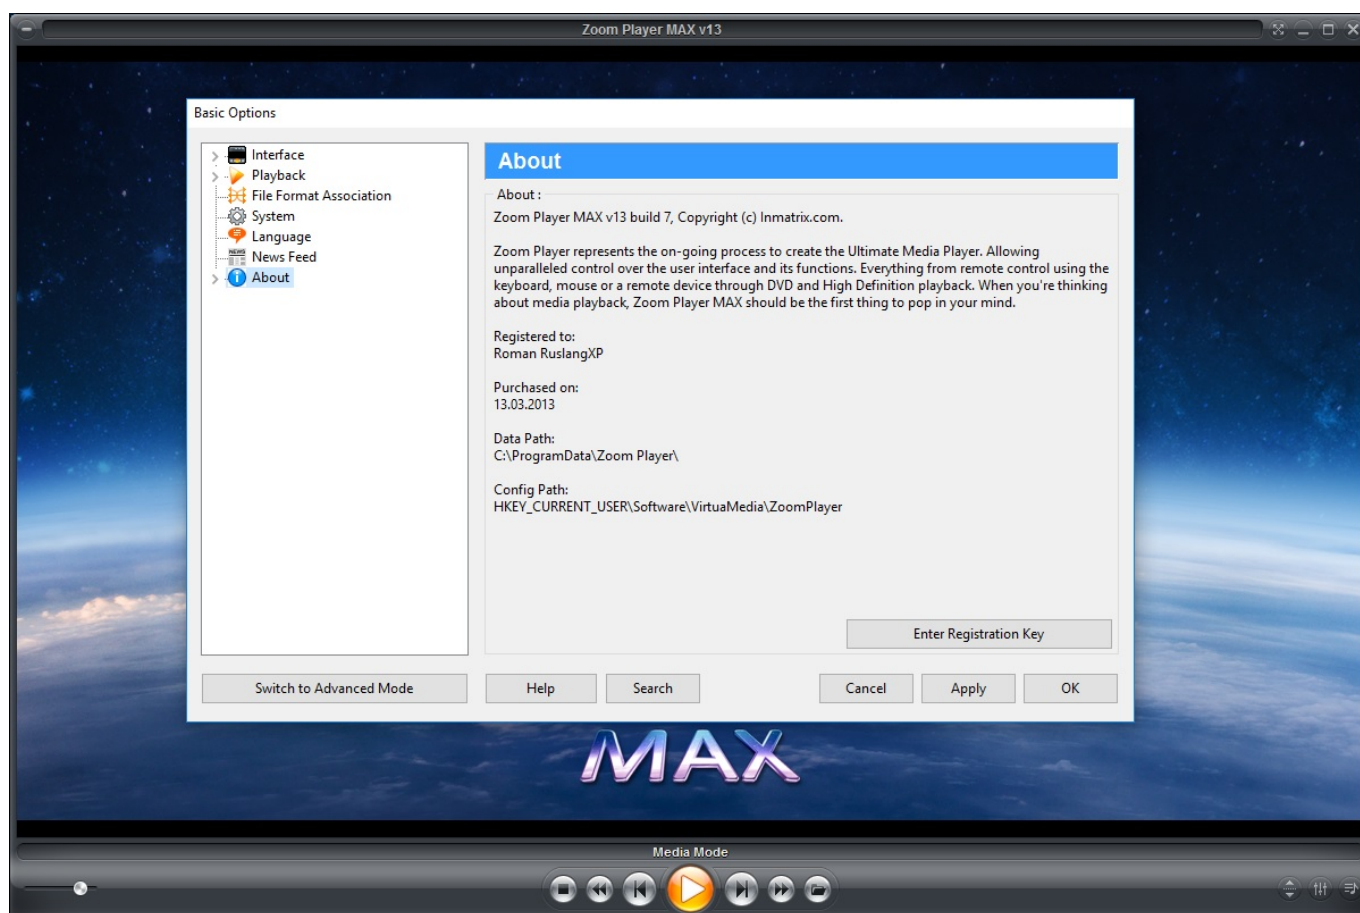 Zoom Player MAX v13
Basic Options
Interface
Playback
File Format Association
System
Language
NEWS
News Feed
About
About
About :
Zoom Player MAX v13 build 7, Copyright (c) Inmatrix.com.
Zoom Player represents the on-going process to create the Ultimate Media Player. Allowing
unparalleled control over the user interface and its functions. Everything from remote control using the
keyboard, mouse or a remote device through DVD and High Definition playback. When you're thinking
about media playback, Zoom Player MAX should be the first thing to pop in your mind.
Registered to:
Roman RuslangXP
Purchased on:
13.03.2013
Data Path:
C:\ProgramData\Zoom Player\
Config Path:
HKEY_CURRENT_USER\Software\VirtuaMedia\ZoomPlayer
Enter Registration Key
Switch to Advanced Mode
Help
Search
Cancel
Apply
OK
MAX
Media Mode